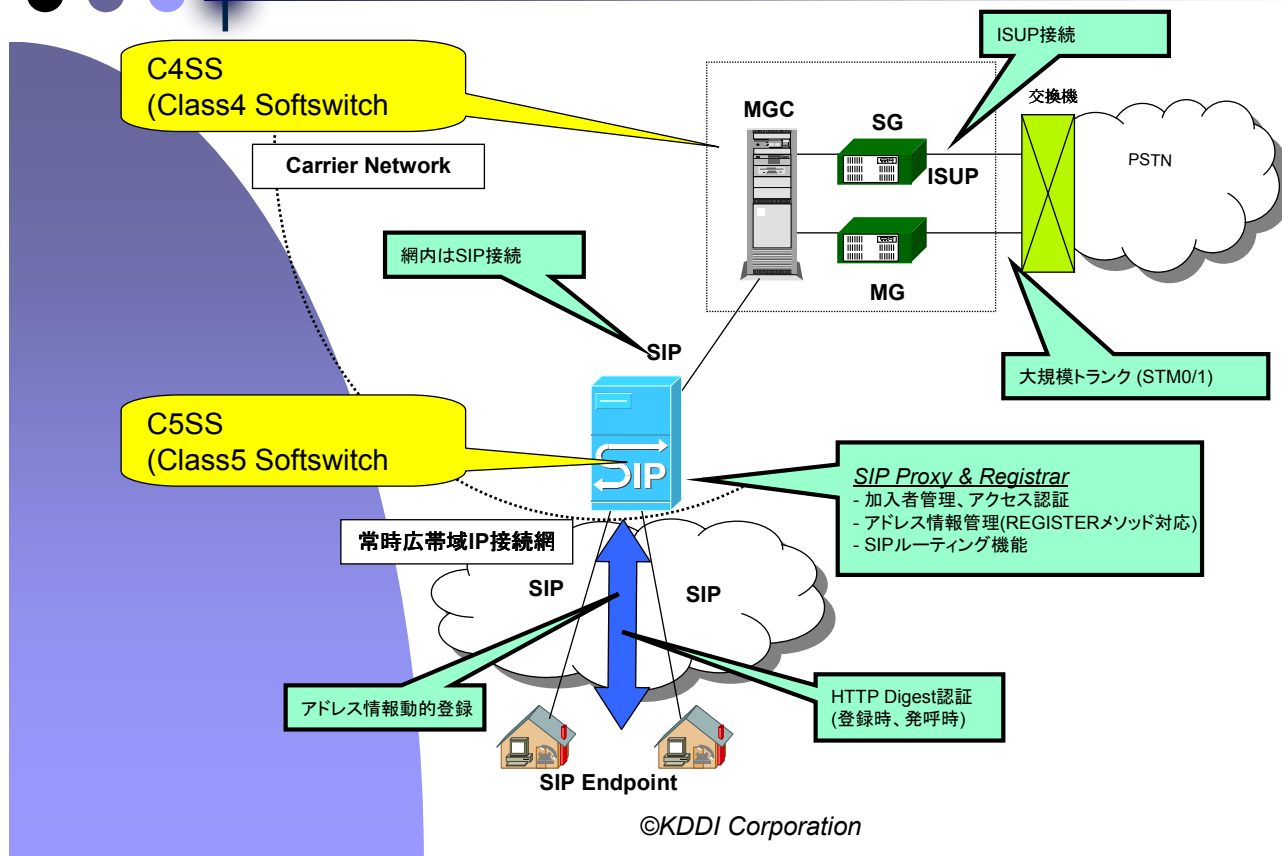 C4SS
(Class4 Softswitch
ISUP接続
MGC
SG
交換機
Carrier Network
ISUP
PSTN
網内はSIP接続
MG
SIP
大規模トランク (STM0/1)
C5SS
(Class5 Softswitch
SIP
SIP Proxy & Registrar
- 加入者管理、アクセス認証
- アドレス情報管理(REGISTERメソッド対応)
- SIPルーティング機能
常時広帯域IP接続網
SIP
SIP
アドレス情報動的登録
HTTP Digest認証
(登録時、発呼時)
SIP Endpoint
©KDDI Corporation